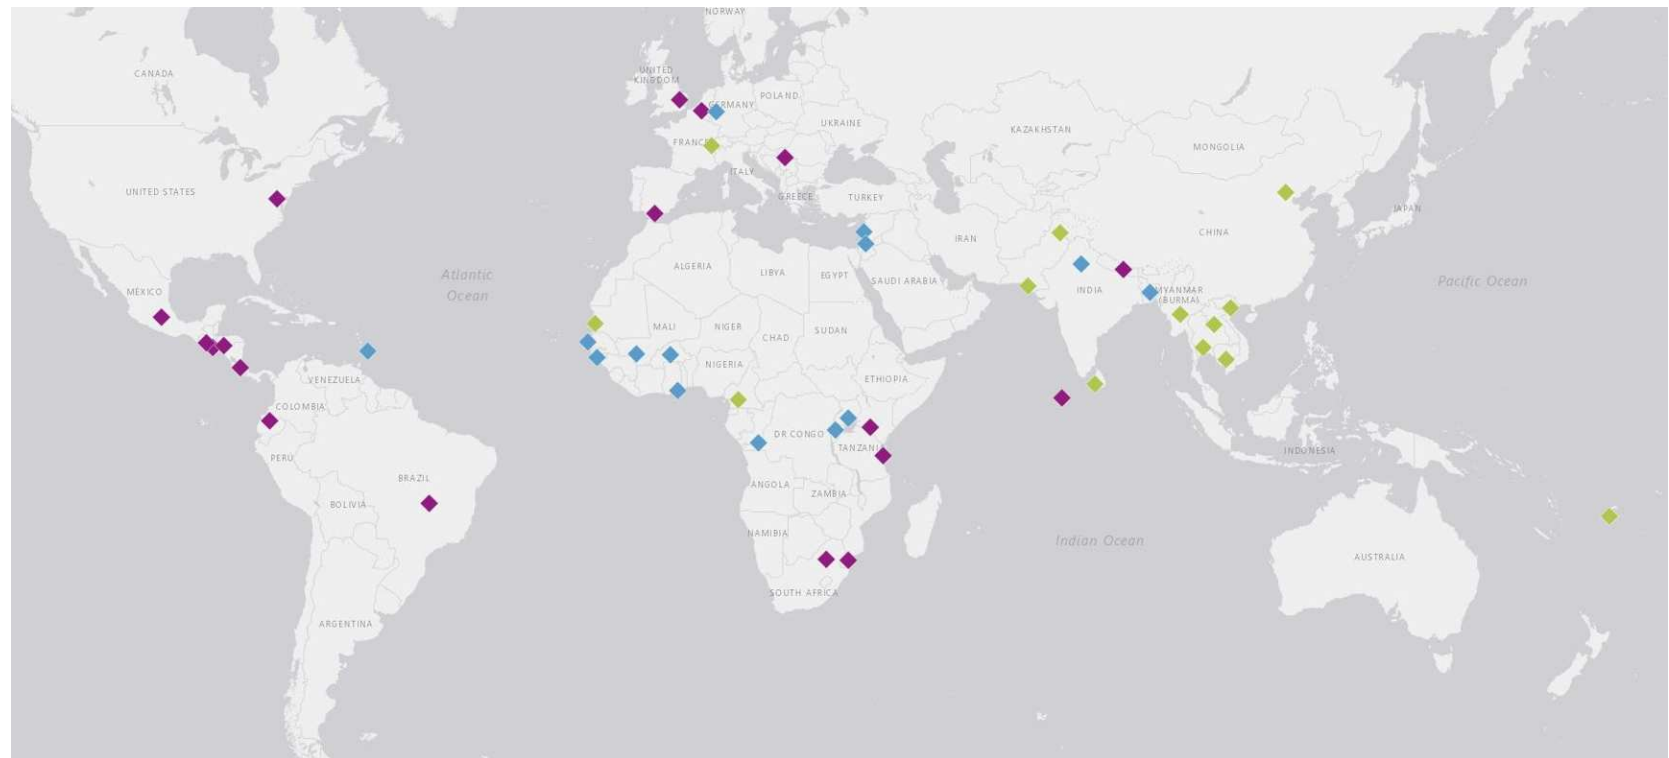 NORWAY
CANADA
UNITED
KINGDOM
POLAND
GERMANY
UKRAINE
KAZAKHSTAN
FRANCE
MONGOLIA
ITALY
UNITED STATES
GREECE
TURKEY
JAPAN
CHINA
IRAN
Atlantic
Ocean
ALGERIA
LIBYA
EGYPT
SAUDI ARABIA
Pacific Ocean
MÉXICO
INDIA
MYANMAR
(BURMA)
MALI
NIGER
SUDAN
CHAD
NIGERIA
ETHIOPIA
VENEZUELA
COLOMBIA
DR CONGO
TANZANIA
INDONESIA
PERU
BRAZIL
ANGOLA
ZAMBIA
BOLIVIA
NAMIBIA
Indian Ocean
AUSTRALIA
SOUTH AFRICA
ARGENTINA